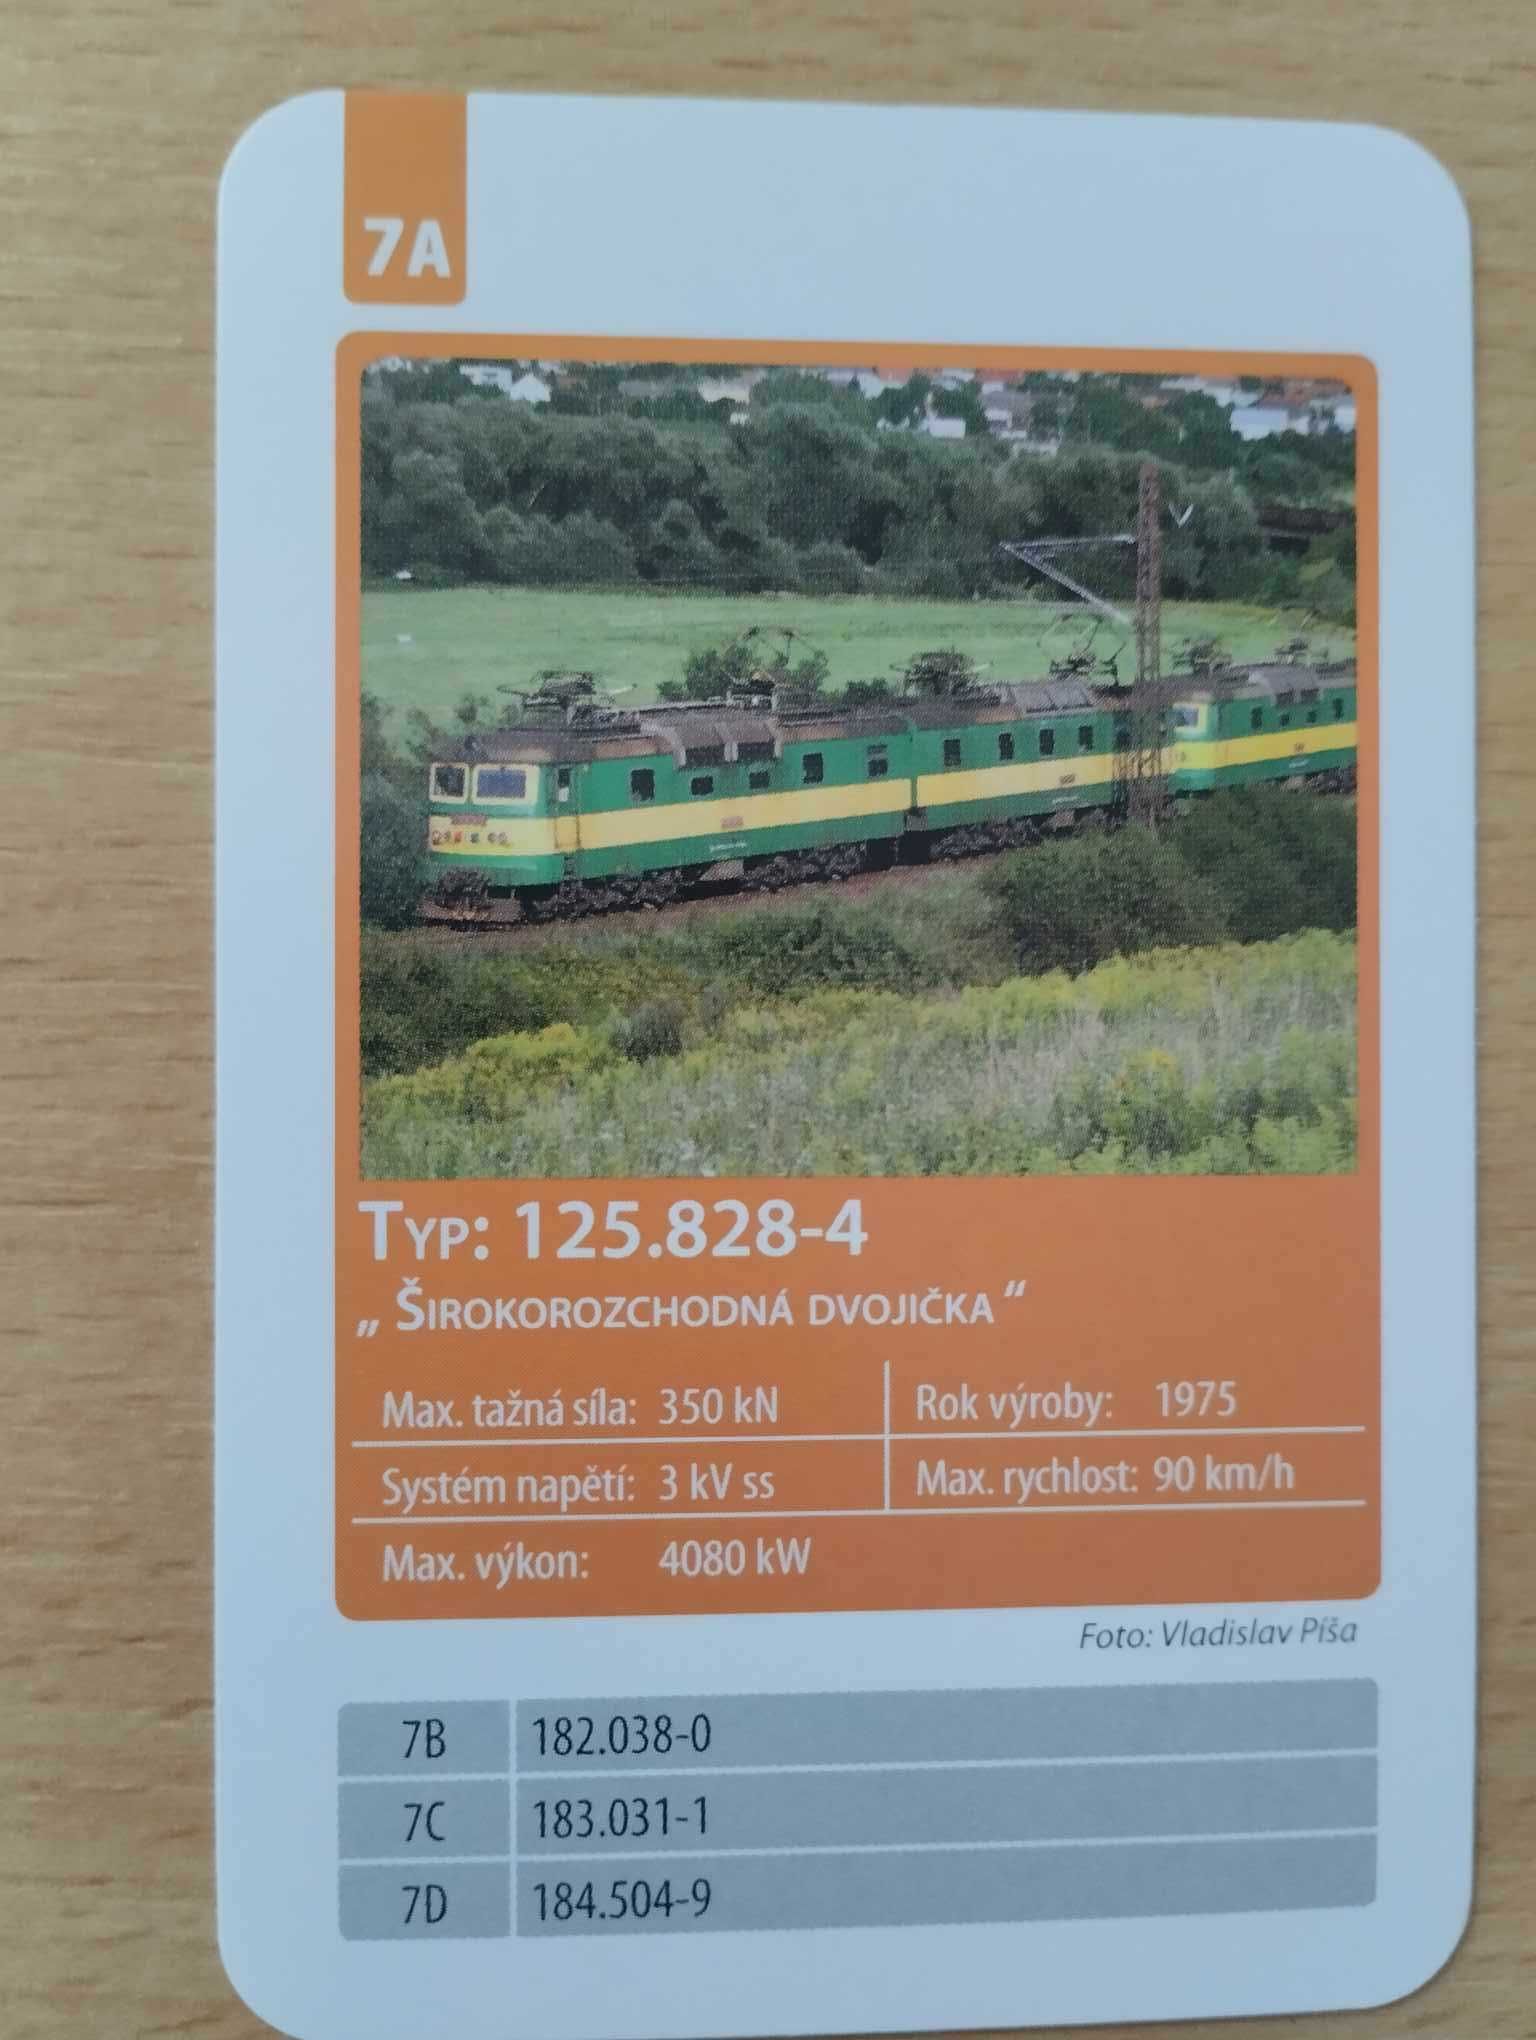 7A
Typ: 125.828-4
„ Širokorozchodná dvojička “
Max. tažná síla: 350 kN
Rok výroby: 1975
Systém napětí: 3 kV ss
Max. rychlost: 90 km/h
Max. výkon: 4080 kW
Foto: Vladislav Píša
7B 182.038-0
7C 183.031-1
7D 184.504-9